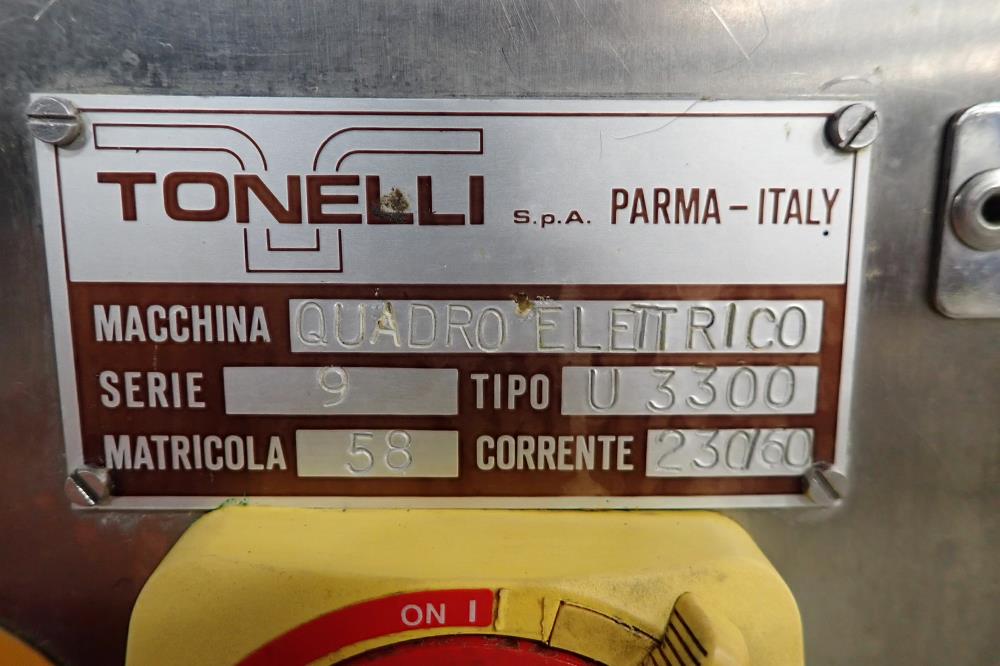 TONELLI S.p.A. PARMA - ITALY
MACCHINA QUADRO ELETTRICO
SERIE 9 TIPO U 3300
MATRICOLA 58 CORRENTE 230/60
ON I